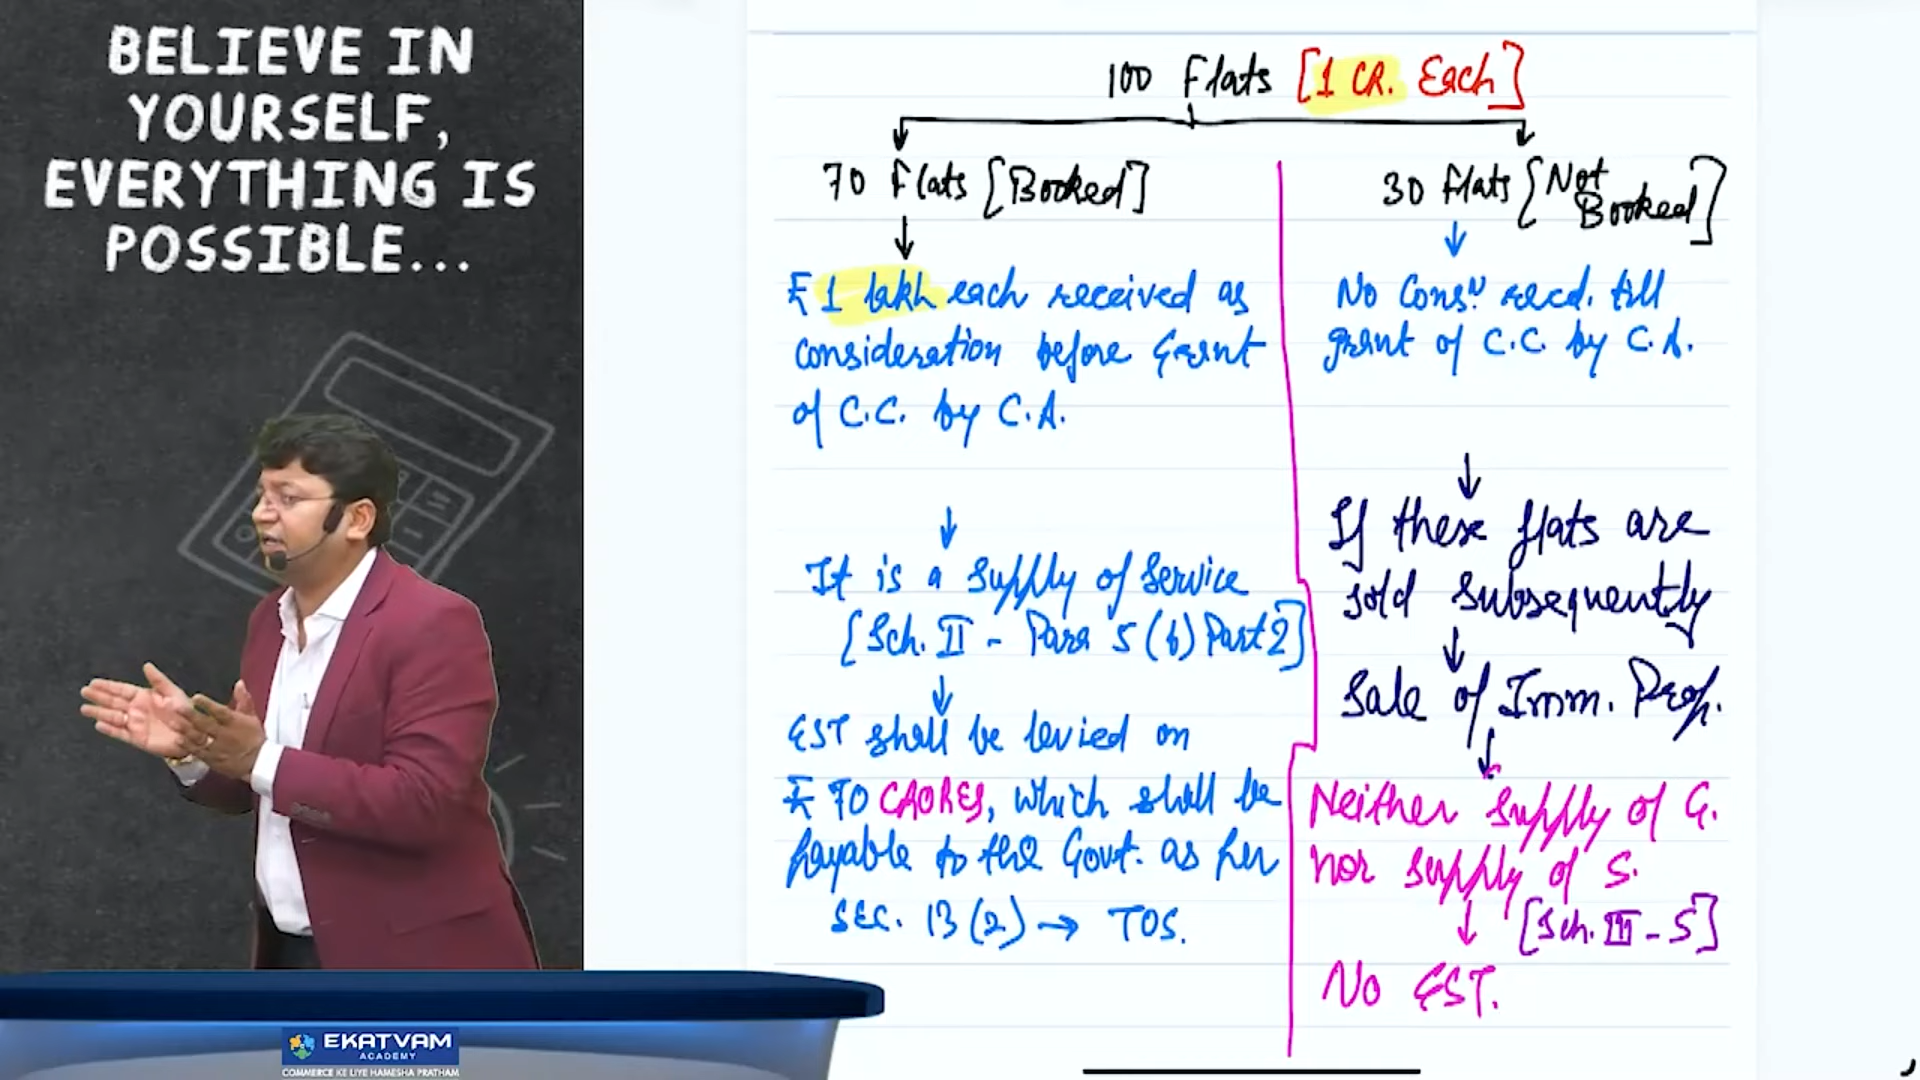 BELIEVE IN
YOURSELF,
EVERYTHING IS
POSSIBLE...
100 Flats [1 CR. Each]
70 Flats [Booked]
₹ 1 lakh each received as
consideration before Grant
of C.C. by C.A.
It is a supply of service
[Sch. II - Para 5 (b) Part 2]
GST shall be levied on
₹ 70 CRORES, which shall be
payable to the Govt. as per
SEC. 13 (2) → TOS.
30 flats [Not Booked]
No Consn. recd. till
grant of C.C. by C.A.
If these flats are
sold subsequently
Sale of Imm. Prop.
Neither supply of G.
nor supply of S.
[Sch. III - 5]
No GST.
EKATVAM
ACADEMY
COMMERCE KE LIYE HAMESHA PRATHAM